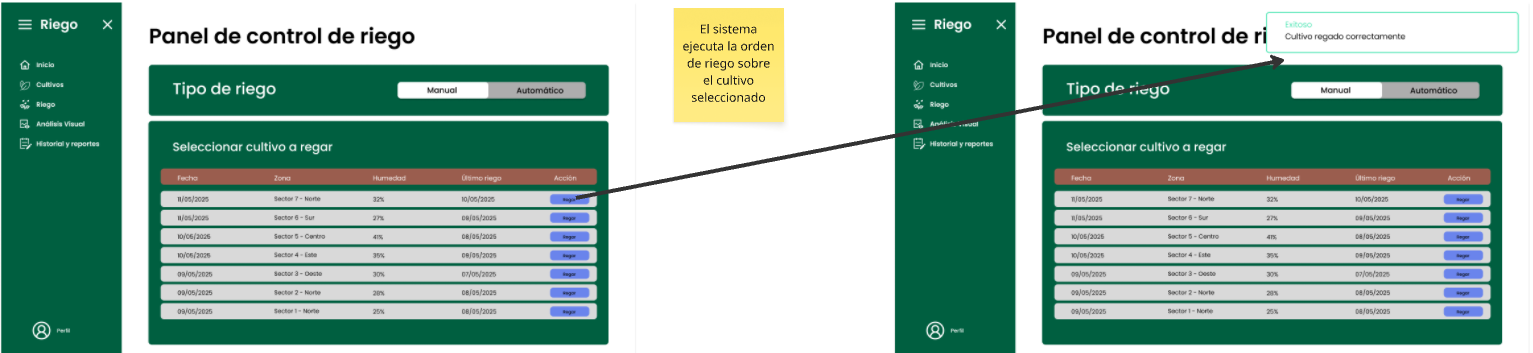 Riego
Inicio
Cultivos
Riego
Análisis Visual
Historial y reportes
Perfil
Panel de control de riego
Tipo de riego
Manual Automático
Seleccionar cultivo a regar
Fecha Zona Humedad Último riego Acción
11/05/2025 Sector 7 - Norte 32% 10/05/2025 Regar
11/05/2025 Sector 6 - Sur 27% 09/05/2025 Regar
10/05/2025 Sector 5 - Centro 41% 08/05/2025 Regar
10/05/2025 Sector 4 - Este 35% 09/05/2025 Regar
09/05/2025 Sector 3 - Oeste 30% 07/05/2025 Regar
09/05/2025 Sector 2 - Norte 28% 08/05/2025 Regar
09/05/2025 Sector 1 - Norte 25% 08/05/2025 Regar
El sistema
ejecuta la orden
de riego sobre
el cultivo
seleccionado
Riego
Inicio
Cultivos
Riego
Análisis Visual
Historial y reportes
Perfil
Panel de control de ri
Exitoso
Cultivo regado correctamente
Tipo de riego
Manual Automático
Seleccionar cultivo a regar
Fecha Zona Humedad Último riego Acción
11/05/2025 Sector 7 - Norte 32% 10/05/2025 Regar
11/05/2025 Sector 6 - Sur 27% 09/05/2025 Regar
10/05/2025 Sector 5 - Centro 41% 08/05/2025 Regar
10/05/2025 Sector 4 - Este 35% 09/05/2025 Regar
09/05/2025 Sector 3 - Oeste 30% 07/05/2025 Regar
09/05/2025 Sector 2 - Norte 28% 08/05/2025 Regar
09/05/2025 Sector 1 - Norte 25% 08/05/2025 Regar